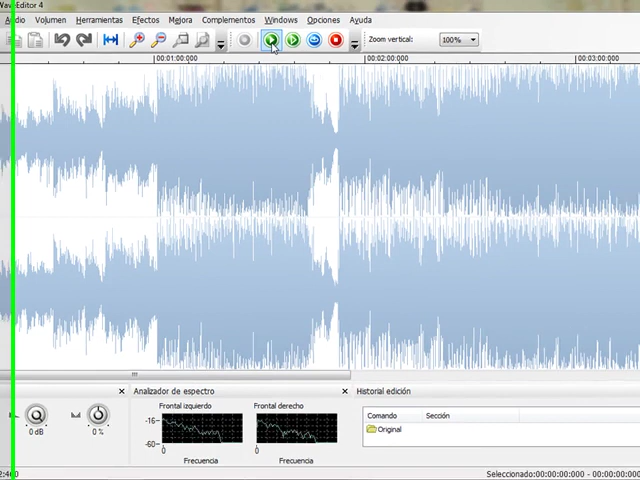 WaveEditor 4
Audio Volumen Herramientas Efectos Mejora Complementos Windows Opciones Ayuda
Zoom vertical: 100%
00:01:00:000 00:02:00:000 00:03:00:000
Analizador de espectro
Historial edición
Frontal izquierdo Frontal derecho
Comando Sección
-16
Original
0 dB 0 %
-60
0 0
Frecuencia Frecuencia
Seleccionado:00:00:00:000 - 00:00:00:000